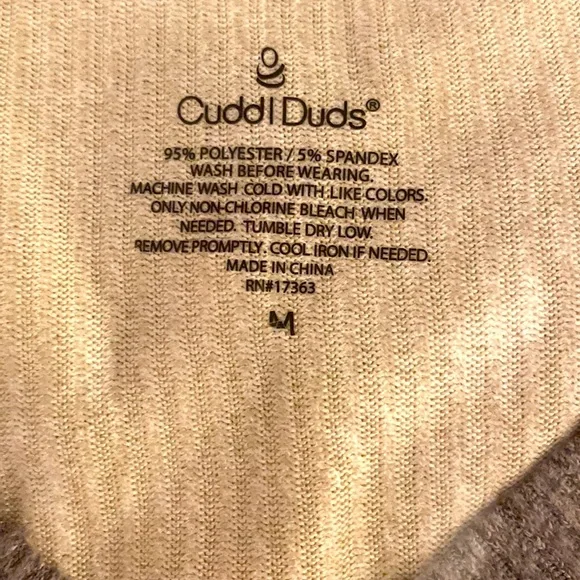 Cuddl Duds®
95% POLYESTER / 5% SPANDEX
WASH BEFORE WEARING.
MACHINE WASH COLD WITH LIKE COLORS.
ONLY NON-CHLORINE BLEACH WHEN
NEEDED. TUMBLE DRY LOW.
REMOVE PROMPTLY. COOL IRON IF NEEDED.
MADE IN CHINA
RN#17363
M